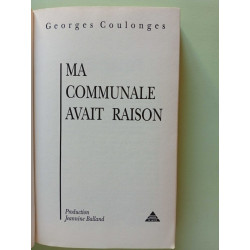 Georges Coulonges
MA
COMMUNALE
AVAIT RAISON
Production
Jeannine Balland